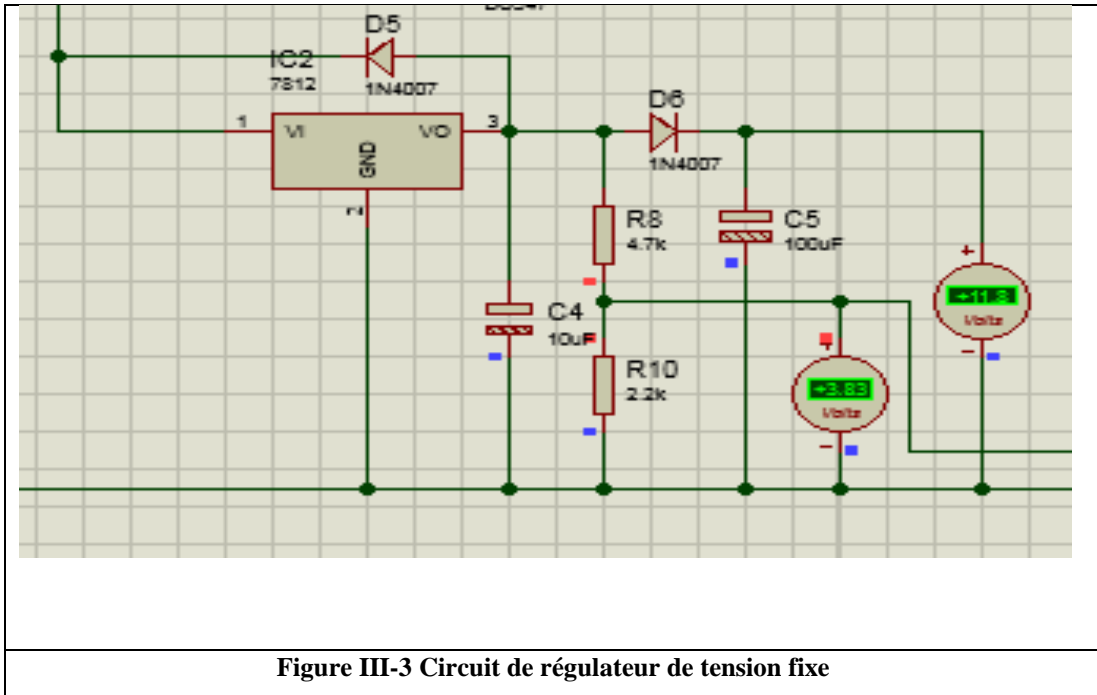 D5
IC2
7812
1N4007
1
VI
VO
3
GND
2
D6
1N4007
R8
4.7k
C5
100uF
+
+11.8
Volts
−
C4
10uF
R10
2.2k
+
+3.83
Volts
−
Figure III-3 Circuit de régulateur de tension fixe